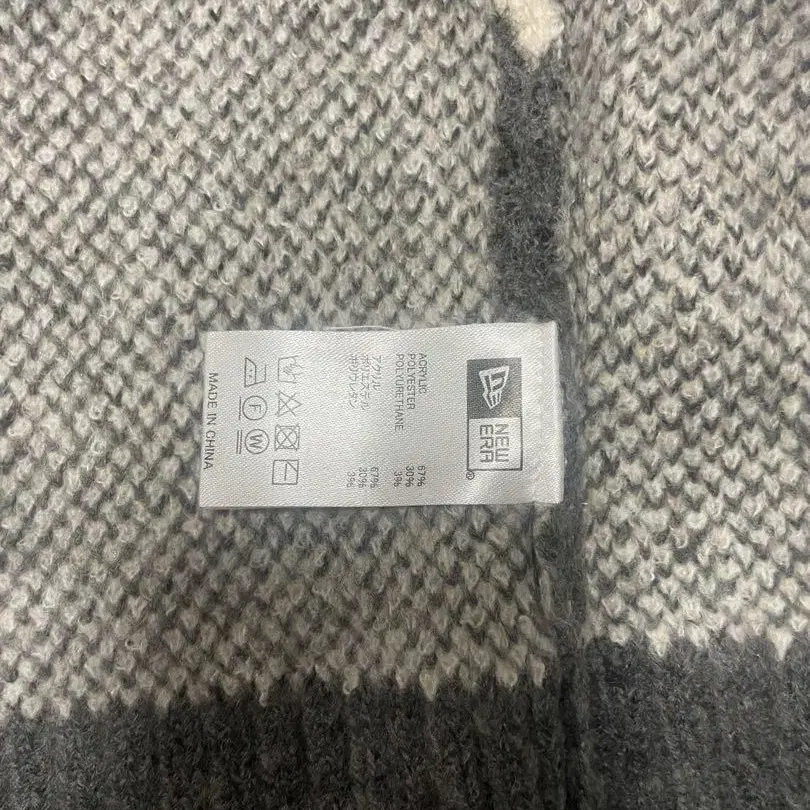 NEW
ERA
®
ACRYLIC 67%
POLYESTER 30%
POLYURETHANE 3%
アクリル 67%
ポリエステル 30%
ポリウレタン 3%
F
W
MADE IN CHINA